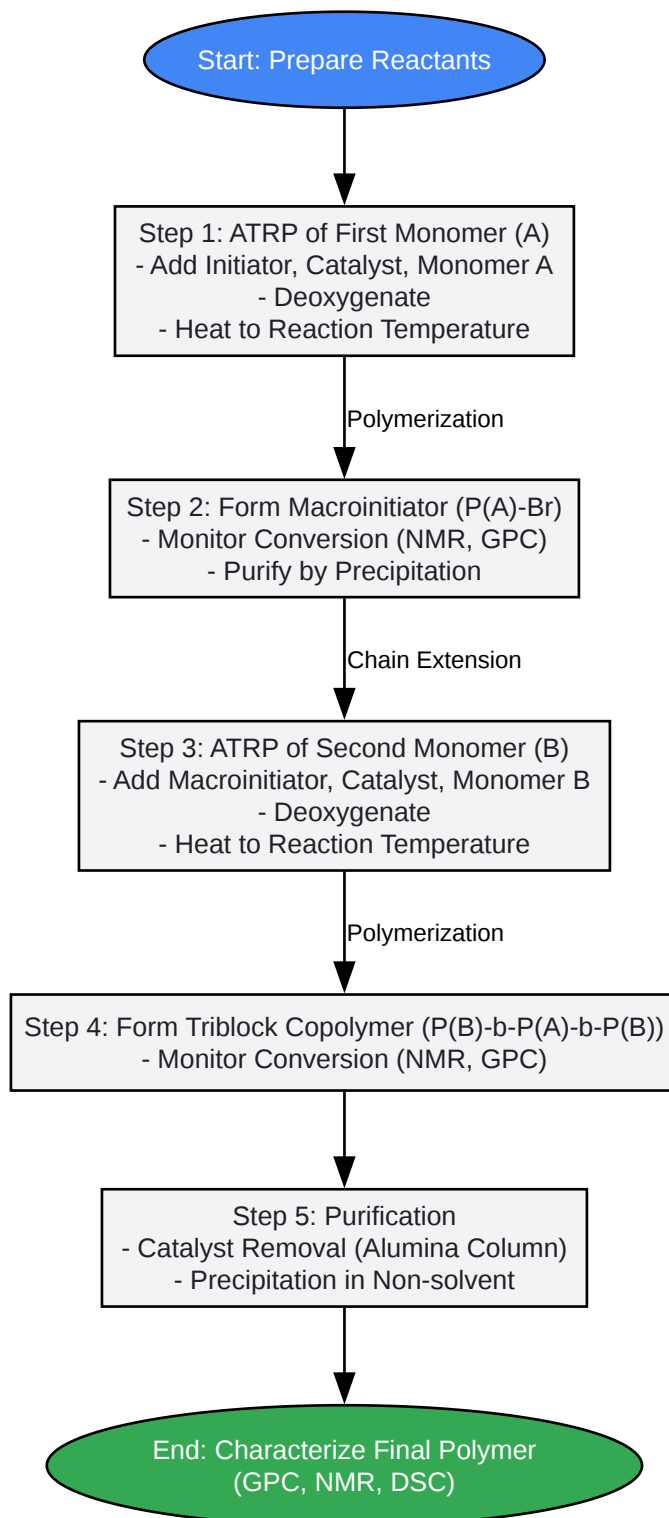 Start: Prepare Reactants
Step 1: ATRP of First Monomer (A)
- Add Initiator, Catalyst, Monomer A
- Deoxygenate
- Heat to Reaction Temperature
Polymerization
Step 2: Form Macroinitiator (P(A)-Br)
- Monitor Conversion (NMR, GPC)
- Purify by Precipitation
Chain Extension
Step 3: ATRP of Second Monomer (B)
- Add Macroinitiator, Catalyst, Monomer B
- Deoxygenate
- Heat to Reaction Temperature
Polymerization
Step 4: Form Triblock Copolymer (P(B)-b-P(A)-b-P(B))
- Monitor Conversion (NMR, GPC)
Step 5: Purification
- Catalyst Removal (Alumina Column)
- Precipitation in Non-solvent
End: Characterize Final Polymer
(GPC, NMR, DSC)